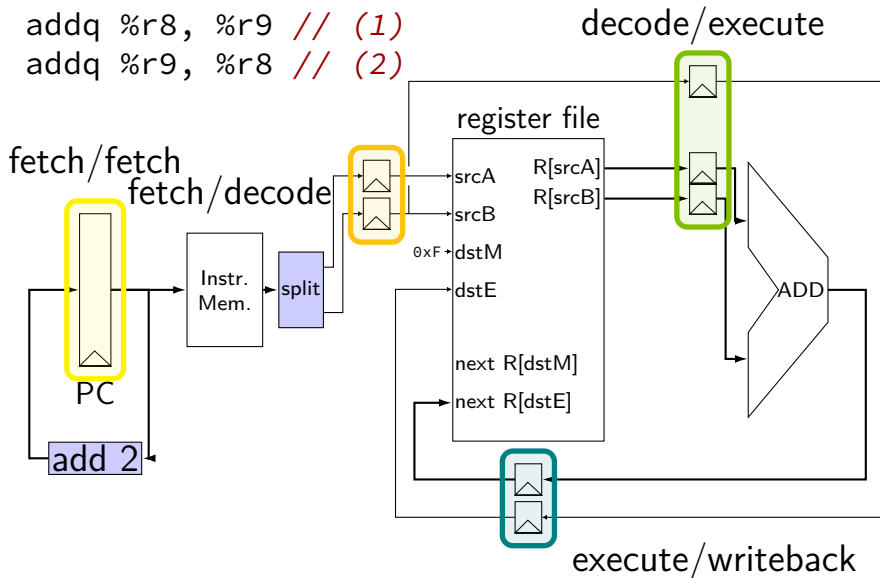 addq %r8, %r9 // (1)
addq %r9, %r8 // (2)
decode/execute
register file
fetch/fetch
fetch/decode
srcA
R[srcA]
srcB
R[srcB]
0xF
dstM
dstE
Instr.
Mem.
split
ADD
next R[dstM]
next R[dstE]
PC
add 2
execute/writeback